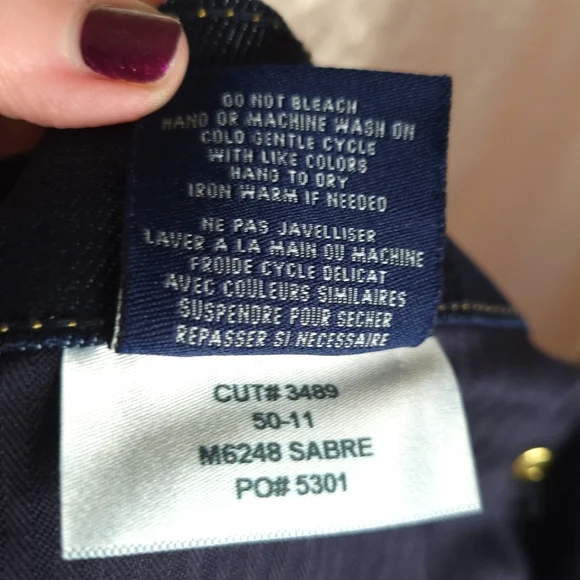 DO NOT BLEACH
HAND OR MACHINE WASH ON
COLD GENTLE CYCLE
WITH LIKE COLORS
HANG TO DRY
IRON WARM IF NEEDED
NE PAS JAVELLISER
LAVER A LA MAIN OU MACHINE
FROIDE CYCLE DELICAT
AVEC COULEURS SIMILAIRES
SUSPENDRE POUR SECHER
REPASSER SI NECESSAIRE
CUT# 3489
50-11
M6248 SABRE
PO# 5301